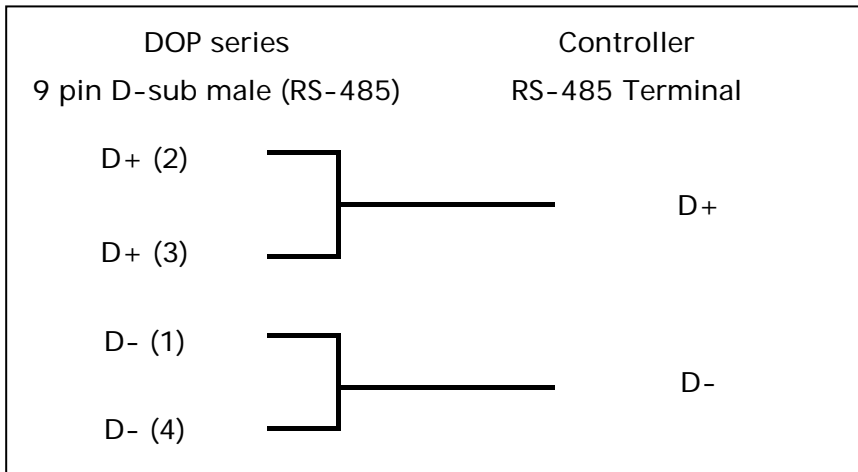 DOP series Controller
9 pin D-sub male (RS-485) RS-485 Terminal
D+ (2)
D+
D+ (3)
D- (1)
D-
D- (4)